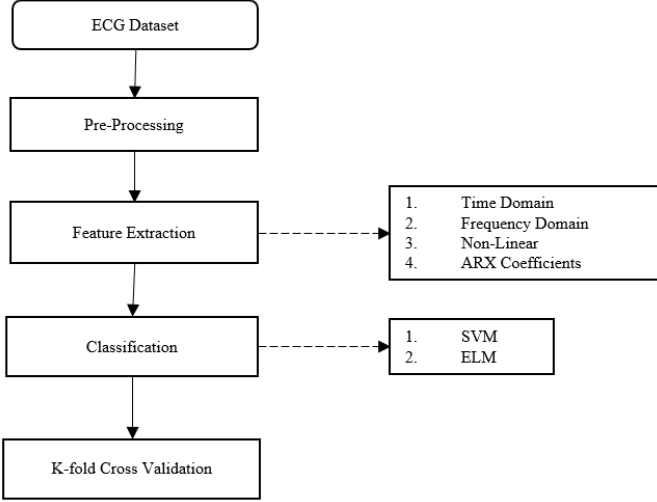 ECG Dataset
Pre-Processing
Feature Extraction
1. Time Domain
2. Frequency Domain
3. Non-Linear
4. ARX Coefficients
Classification
1. SVM
2. ELM
K-fold Cross Validation